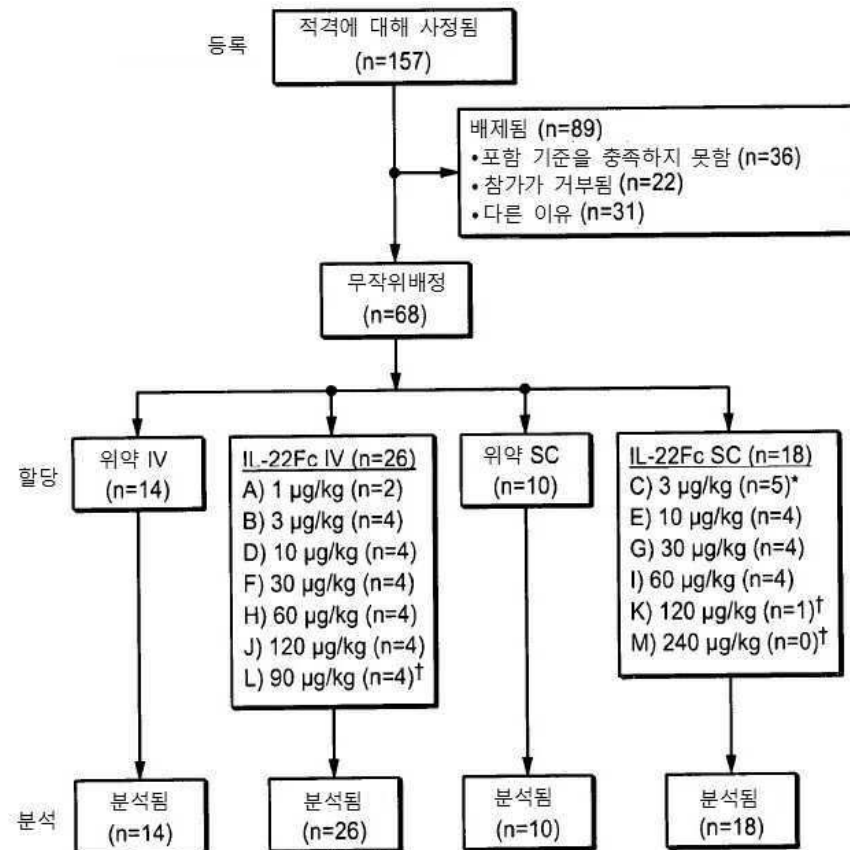 등록
적격에 대해 사정됨
(n=157)
배제됨 (n=89)
•포함 기준을 충족하지 못함 (n=36)
•참가가 거부됨 (n=22)
•다른 이유 (n=31)
무작위배정
(n=68)
할당
위약 IV
(n=14)
IL-22Fc IV (n=26)
A) 1 µg/kg (n=2)
B) 3 µg/kg (n=4)
D) 10 µg/kg (n=4)
F) 30 µg/kg (n=4)
H) 60 µg/kg (n=4)
J) 120 µg/kg (n=4)
L) 90 µg/kg (n=4)†
위약 SC
(n=10)
IL-22Fc SC (n=18)
C) 3 µg/kg (n=5)*
E) 10 µg/kg (n=4)
G) 30 µg/kg (n=4)
I) 60 µg/kg (n=4)
K) 120 µg/kg (n=1)†
M) 240 µg/kg (n=0)†
분석
분석됨
(n=14)
분석됨
(n=26)
분석됨
(n=10)
분석됨
(n=18)